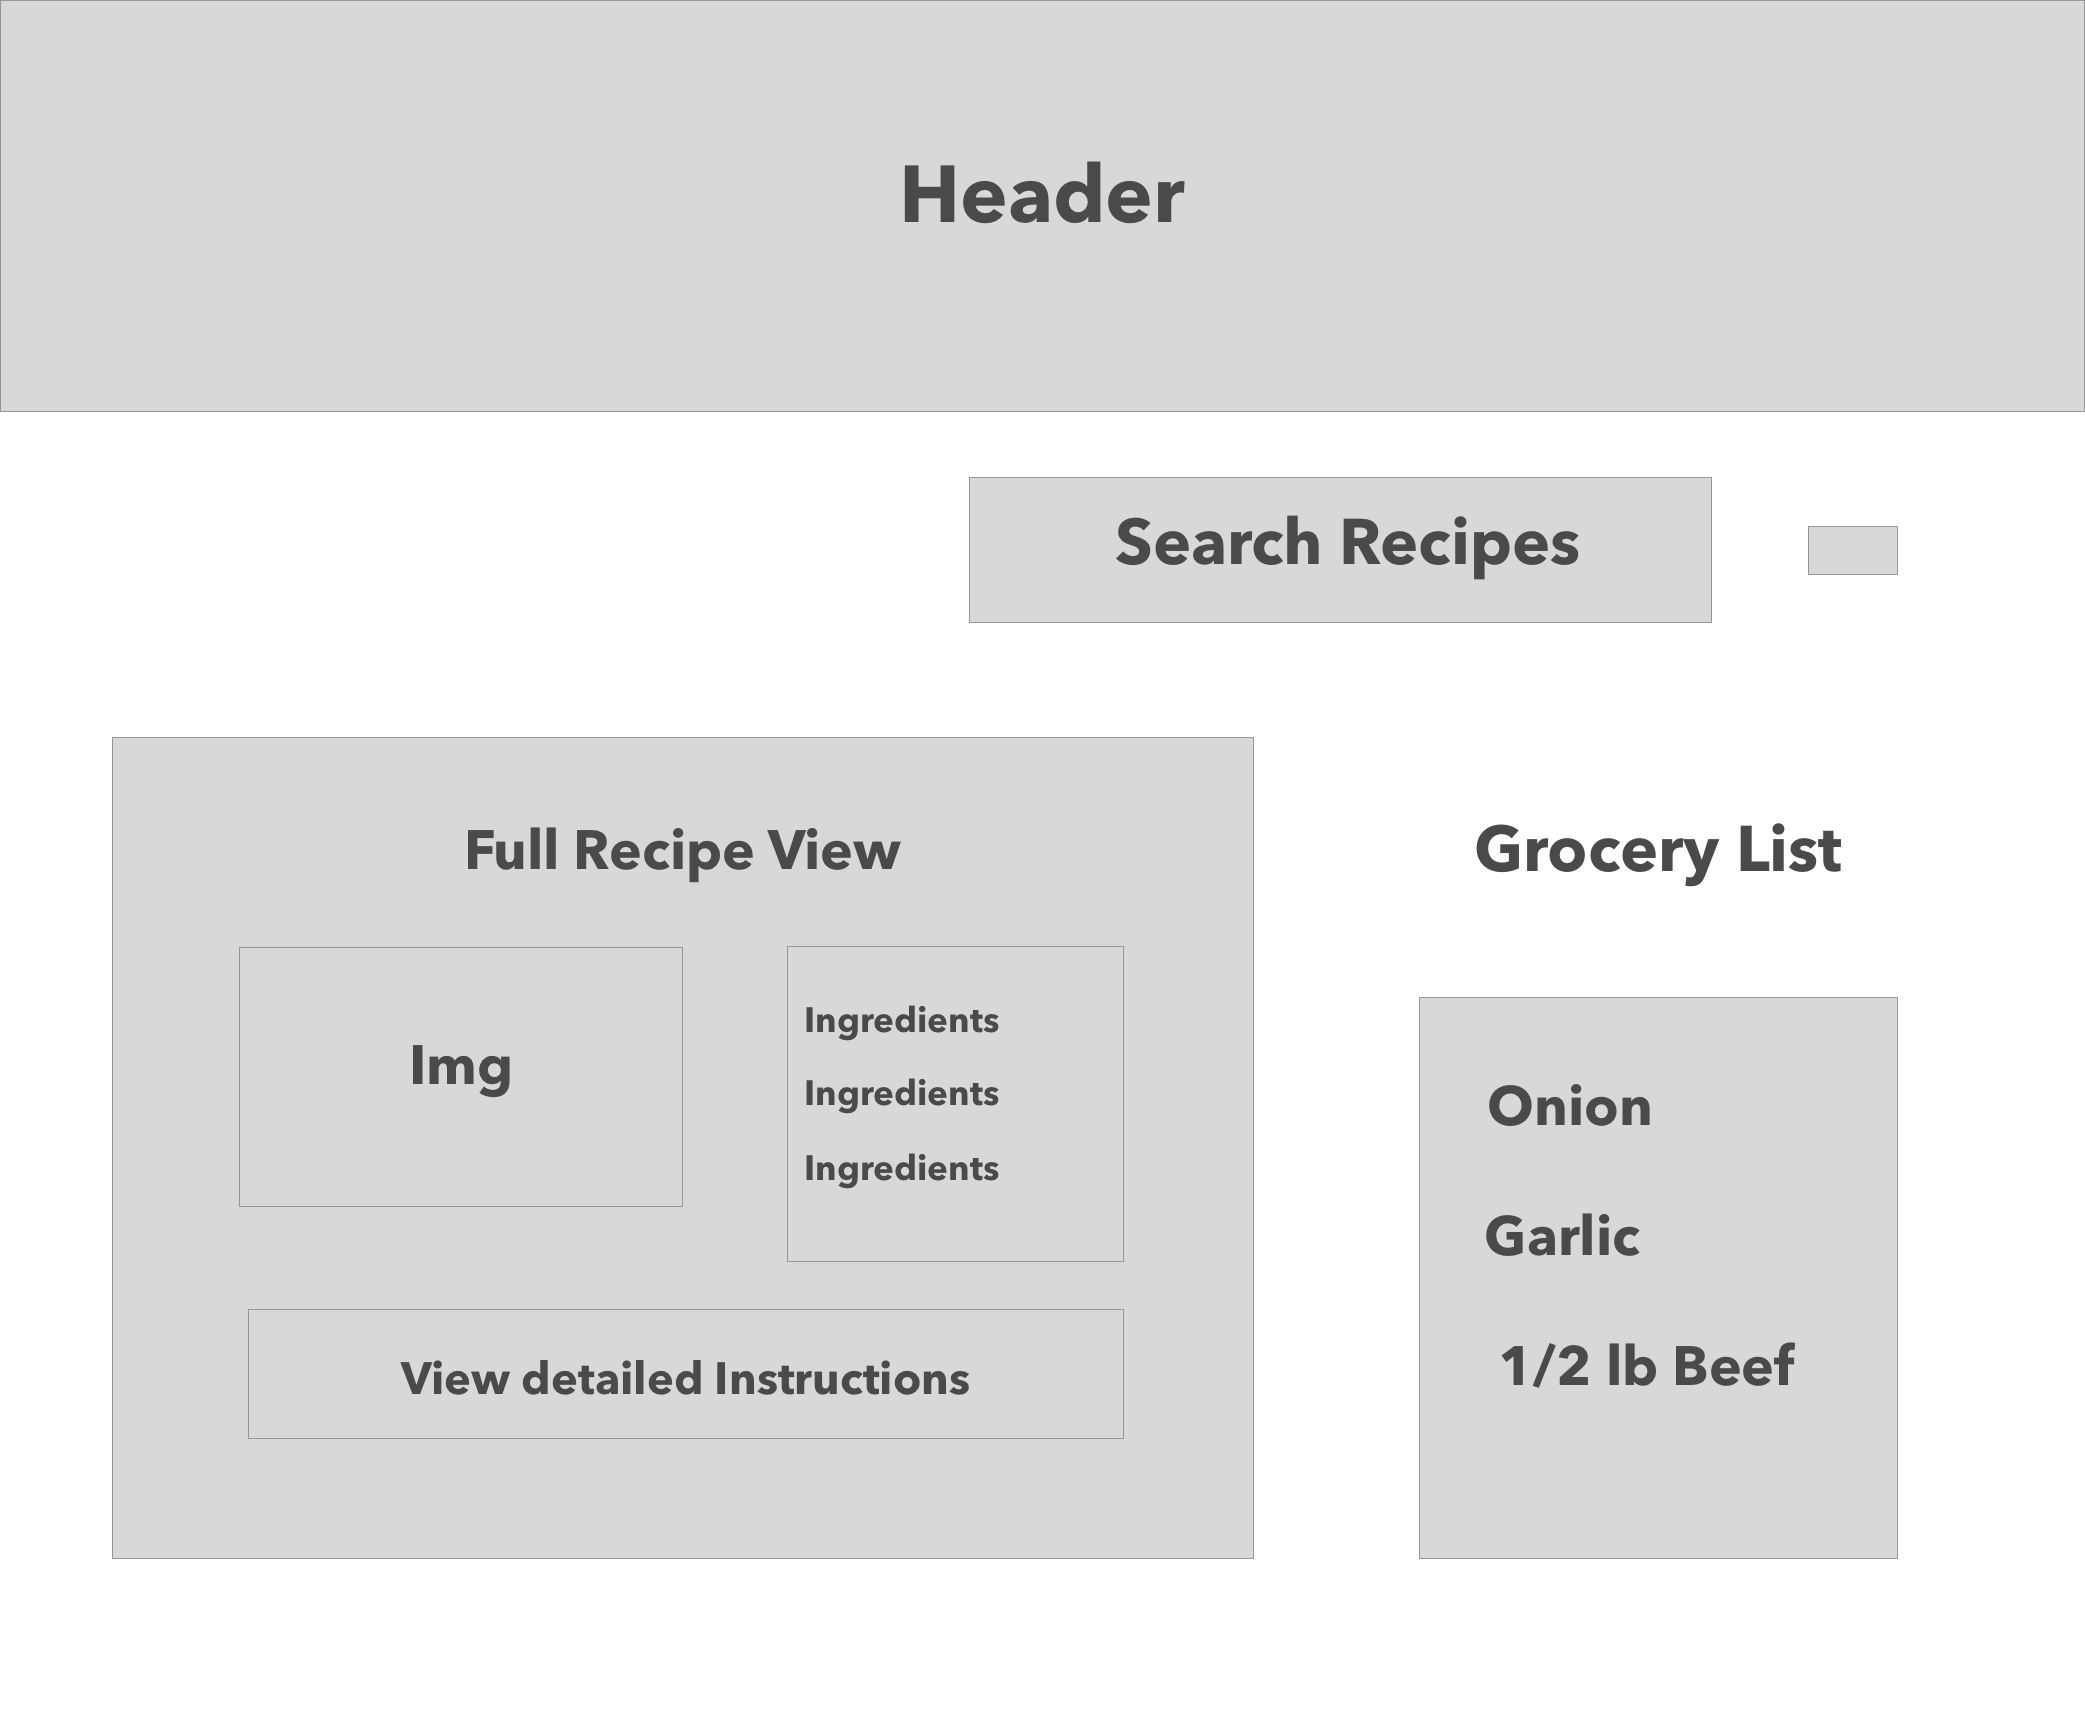 Header
Search Recipes
Full Recipe View
Grocery List
Img
Ingredients
Ingredients
Ingredients
View detailed Instructions
Onion
Garlic
1/2 lb Beef